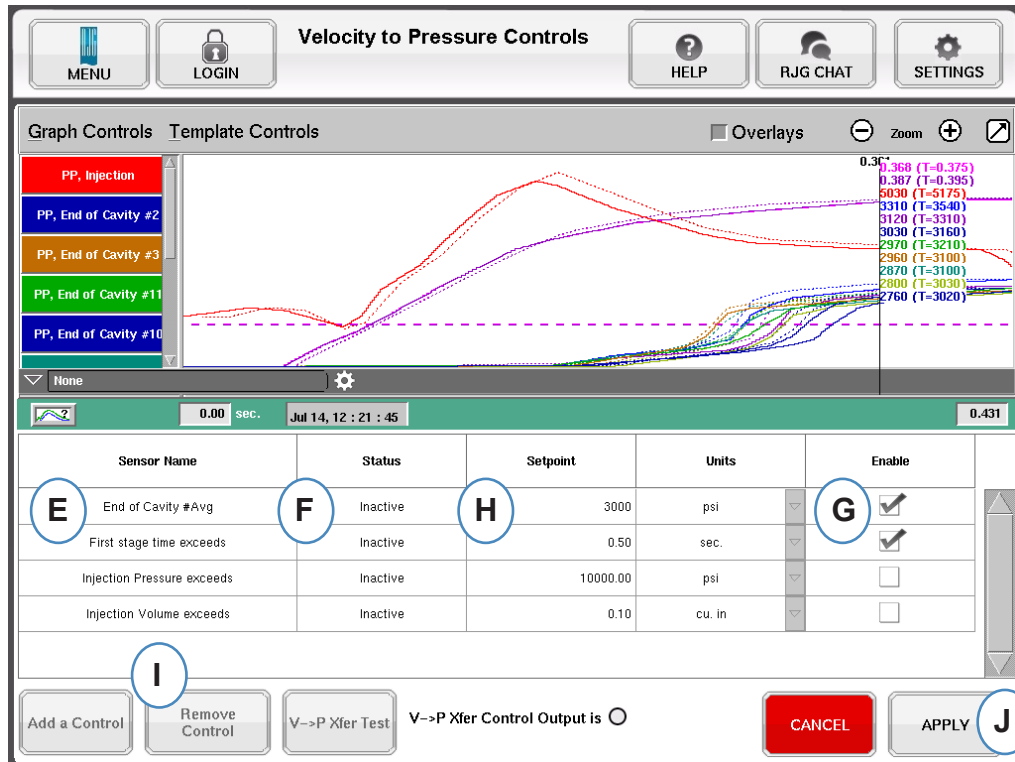 Velocity to Pressure Controls
MENU
LOGIN
HELP
RJG CHAT
SETTINGS
Graph Controls Template Controls Overlays Zoom
PP, Injection
PP, End of Cavity #2
PP, End of Cavity #3
PP, End of Cavity #11
PP, End of Cavity #10
0.368 (T=0.375)
0.387 (T=0.395)
5030 (T=5175)
3310 (T=3540)
3120 (T=3310)
3030 (T=3160)
2970 (T=3210)
2960 (T=3100)
2870 (T=3100)
2800 (T=3030)
2760 (T=3020)
None
0.00 sec. Jul 14, 12 : 21 : 45 0.431
Sensor Name Status Setpoint Units Enable
E End of Cavity #Avg F Inactive H 3000 psi G
First stage time exceeds Inactive 0.50 sec.
Injection Pressure exceeds Inactive 10000.00 psi
Injection Volume exceeds Inactive 0.10 cu. in
I
Add a Control
Remove
Control
V->P Xfer Test
V->P Xfer Control Output is
CANCEL
APPLY
J